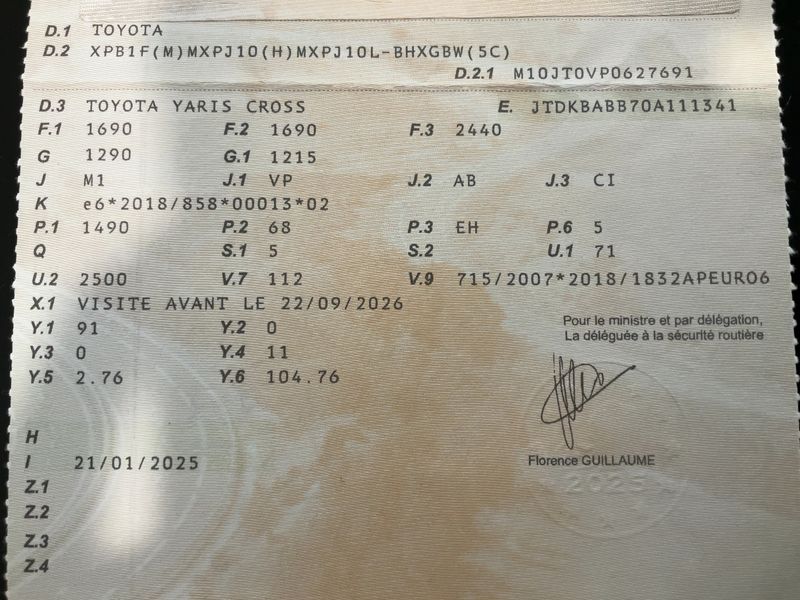 D.1 TOYOTA
D.2 XPB1F(M)MXPJ10(H)MXPJ10L-BHXGBW(5C)
D.2.1 M10JT0VP0627691
D.3 TOYOTA YARIS CROSS E. JTDKBABB70A111341
F.1 1690 F.2 1690 F.3 2440
G 1290 G.1 1215
J M1 J.1 VP J.2 AB J.3 CI
K e6*2018/858*00013*02
P.1 1490 P.2 68 P.3 EH P.6 5
Q S.1 5 S.2 U.1 71
U.2 2500 V.7 112 V.9 715/2007*2018/1832APEURO6
X.1 VISITE AVANT LE 22/09/2026
Y.1 91 Y.2 0
Y.3 0 Y.4 11
Y.5 2.76 Y.6 104.76
Pour le ministre et par délégation,
La déléguée à la sécurité routière
Florence GUILLAUME
2025
H
I 21/01/2025
Z.1
Z.2
Z.3
Z.4